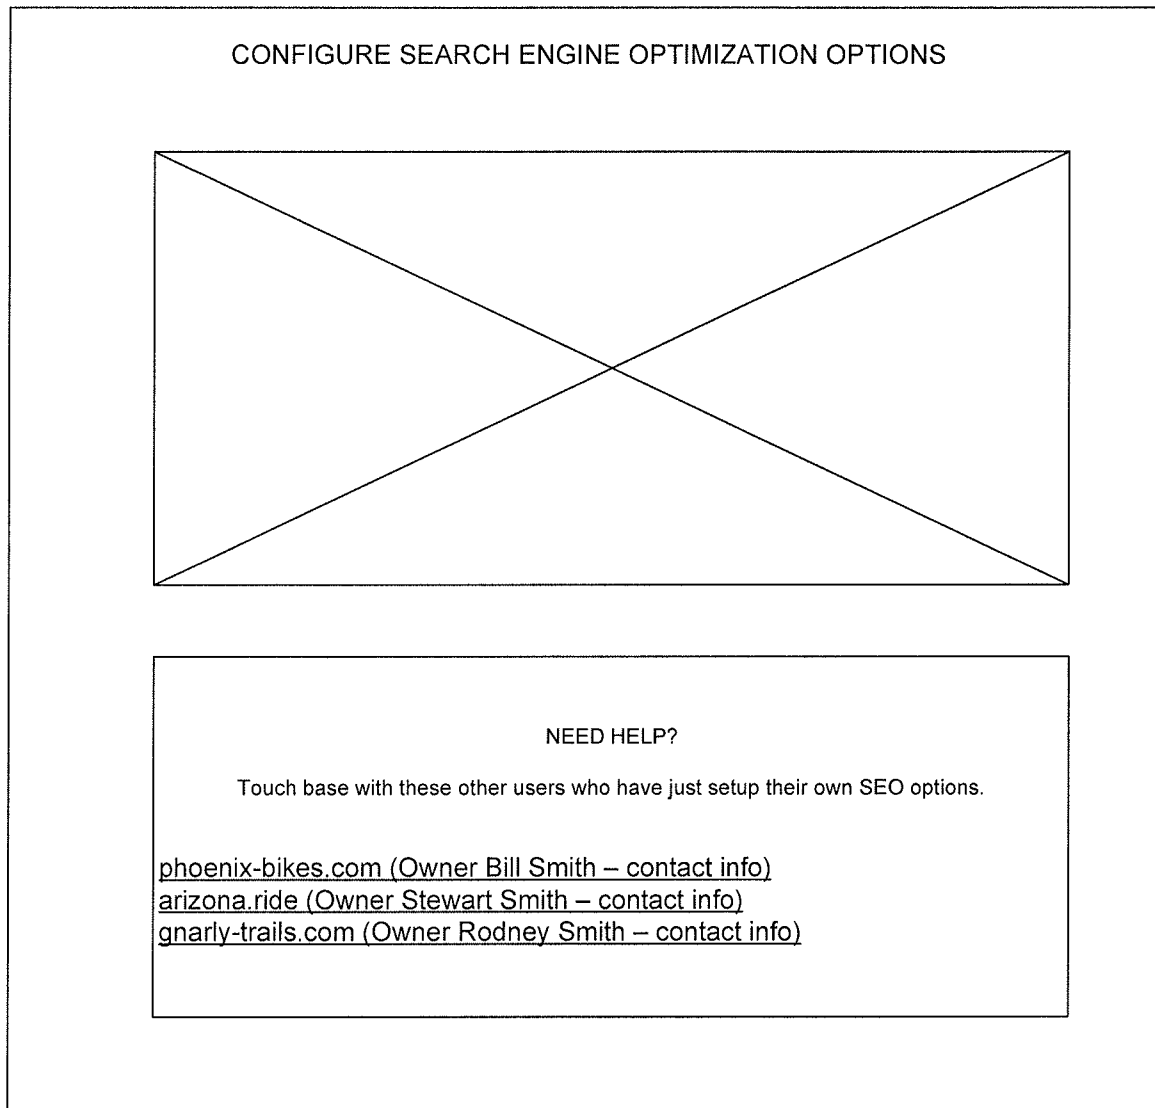 CONFIGURE SEARCH ENGINE OPTIMIZATION OPTIONS
NEED HELP?
Touch base with these other users who have just setup their own SEO options.
phoenix-bikes.com (Owner Bill Smith – contact info)
arizona.ride (Owner Stewart Smith – contact info)
gnarly-trails.com (Owner Rodney Smith – contact info)